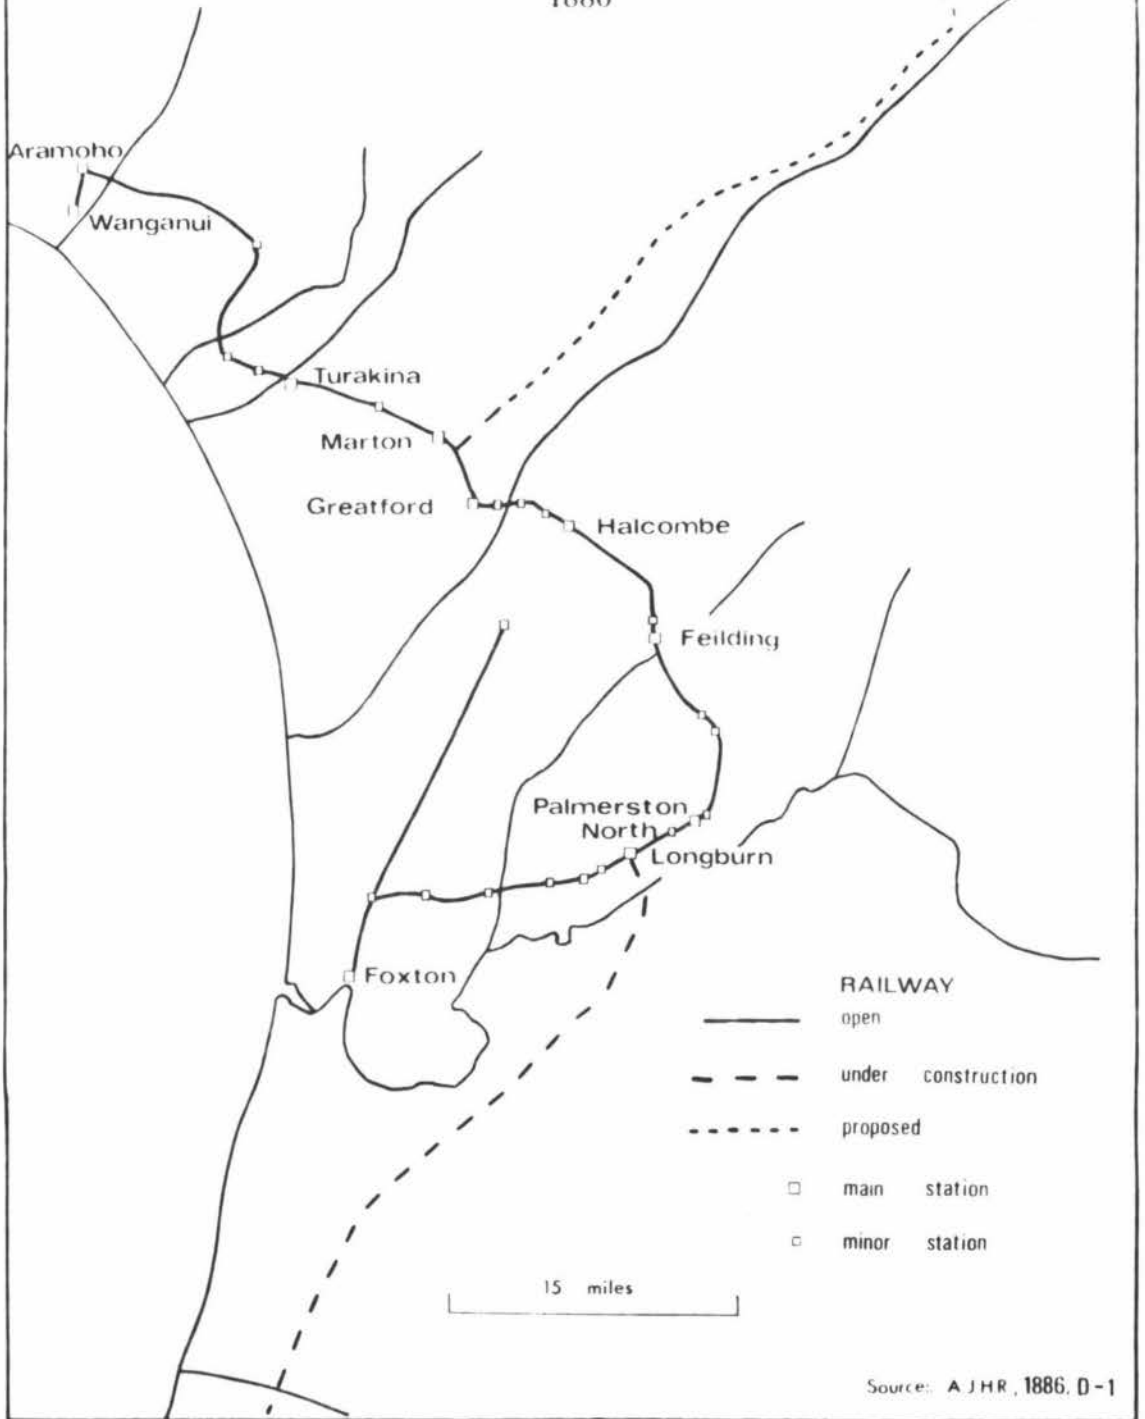 Aramoho
Wanganui
Turakina
Marton
Greatford
Halcombe
Feilding
Palmerston
North
Longburn
Foxton
RAILWAY
open
under construction
proposed
main station
minor station
15 miles
Source: AJHR, 1886, D-1